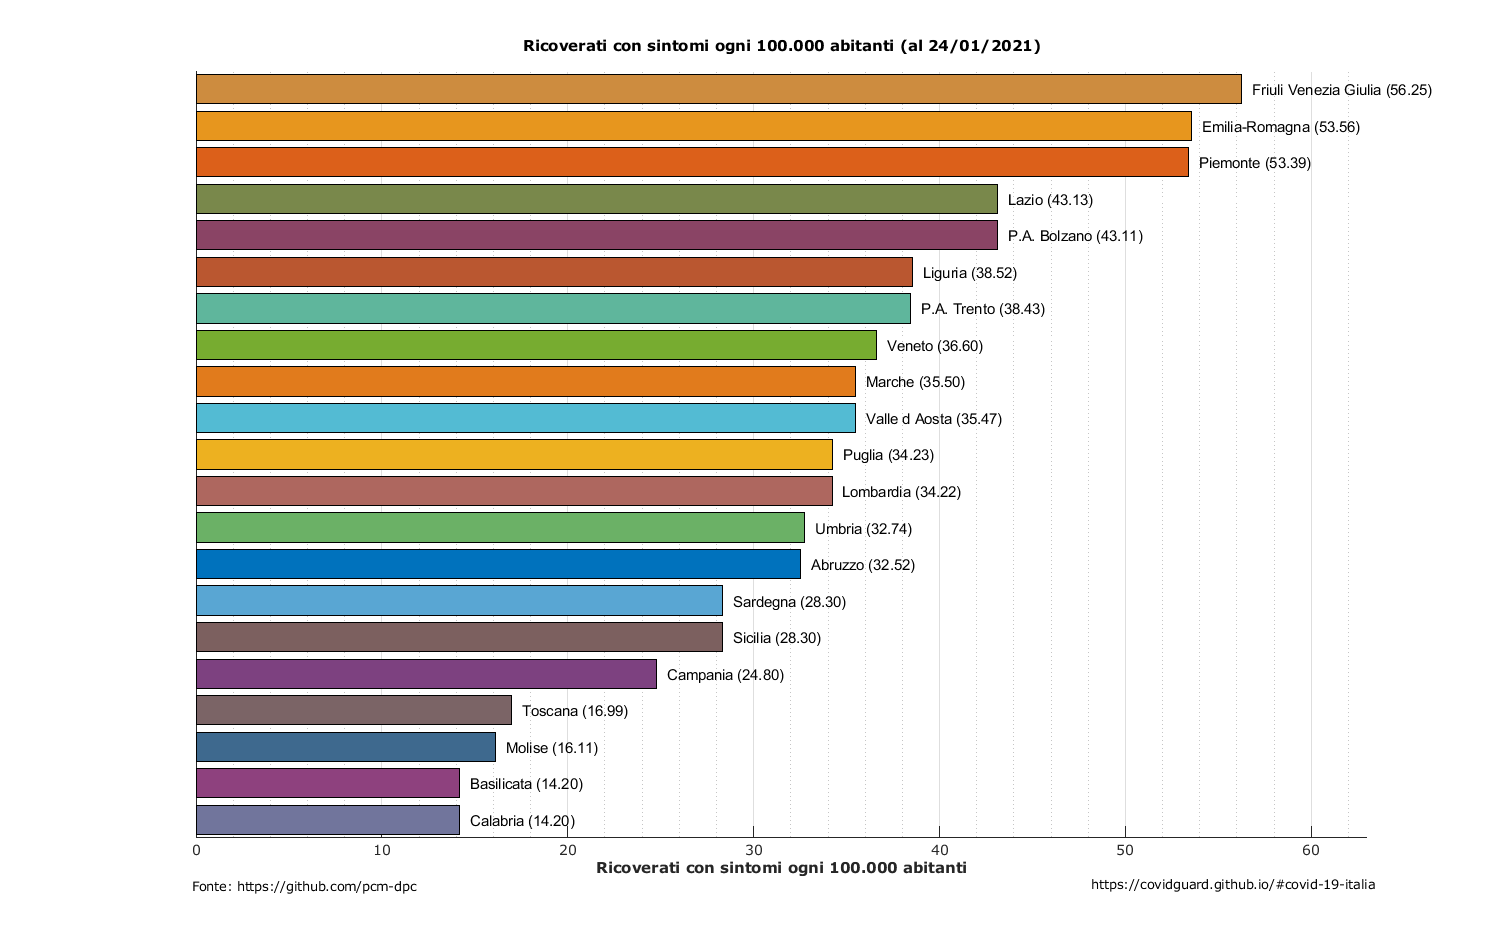 Ricoverati con sintomi ogni 100.000 abitanti (al 24/01/2021)
Friuli Venezia Giulia (56.25)
Emilia-Romagna (53.56)
Piemonte (53.39)
Lazio (43.13)
P.A. Bolzano (43.11)
Liguria (38.52)
P.A. Trento (38.43)
Veneto (36.60)
Marche (35.50)
Valle d Aosta (35.47)
Puglia (34.23)
Lombardia (34.22)
Umbria (32.74)
Abruzzo (32.52)
Sardegna (28.30)
Sicilia (28.30)
Campania (24.80)
Toscana (16.99)
Molise (16.11)
Basilicata (14.20)
Calabria (14.20)
0 10 20 30 40 50 60
Ricoverati con sintomi ogni 100.000 abitanti
Fonte: https://github.com/pcm-dpc
https://covidguard.github.io/#covid-19-italia